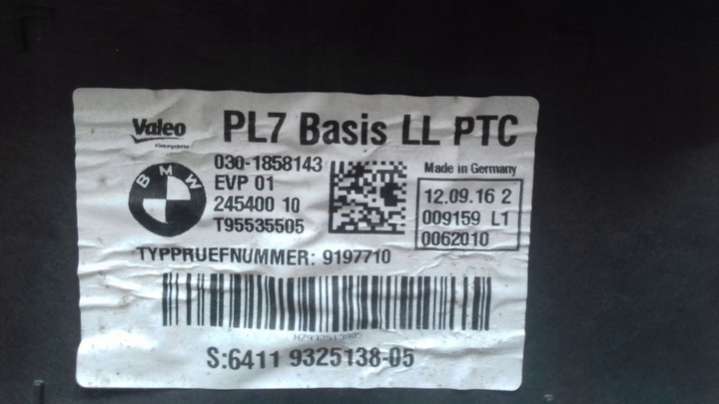 Valeo
PL7 Basis LL PTC
BMW
030-1858143
EVP 01
245400 10
T95535505
Made in Germany
12.09.16 2
009159 L1
0062010
TYPPRUEFNUMMER: 9197710
S:6411 9325138-05